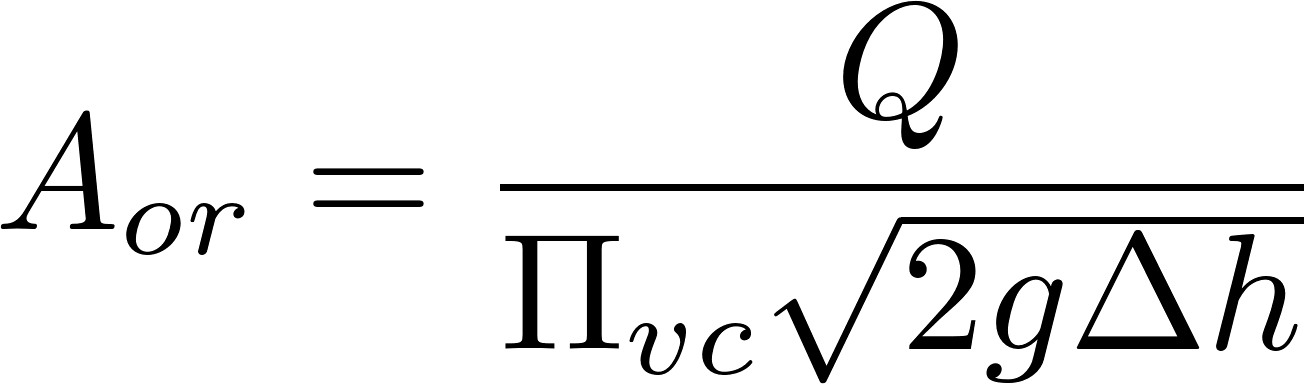 A_{or} = \frac{Q}{\Pi_{vc}\sqrt{2g\Delta h}}